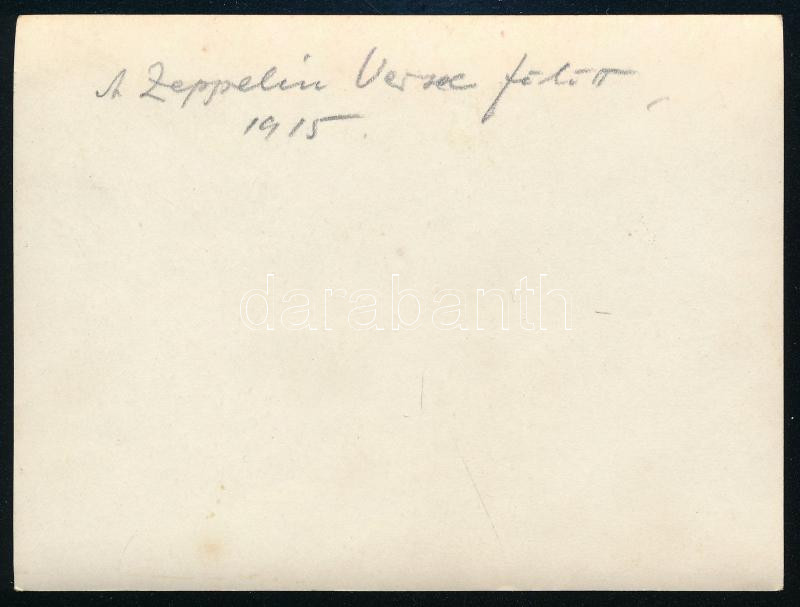 A Zeppelin Versec fölött,
1915.
darabanth